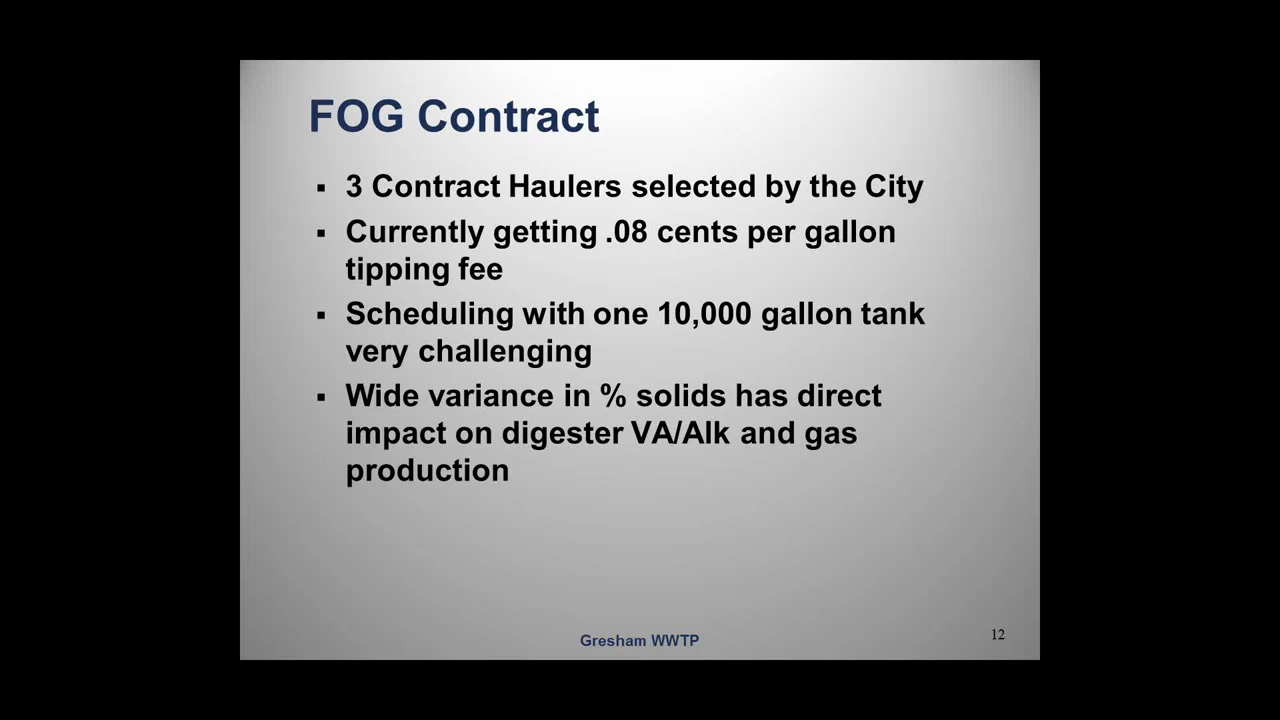 FOG Contract
▪ 3 Contract Haulers selected by the City
▪ Currently getting .08 cents per gallon
tipping fee
▪ Scheduling with one 10,000 gallon tank
very challenging
▪ Wide variance in % solids has direct
impact on digester VA/Alk and gas
production
Gresham WWTP
12